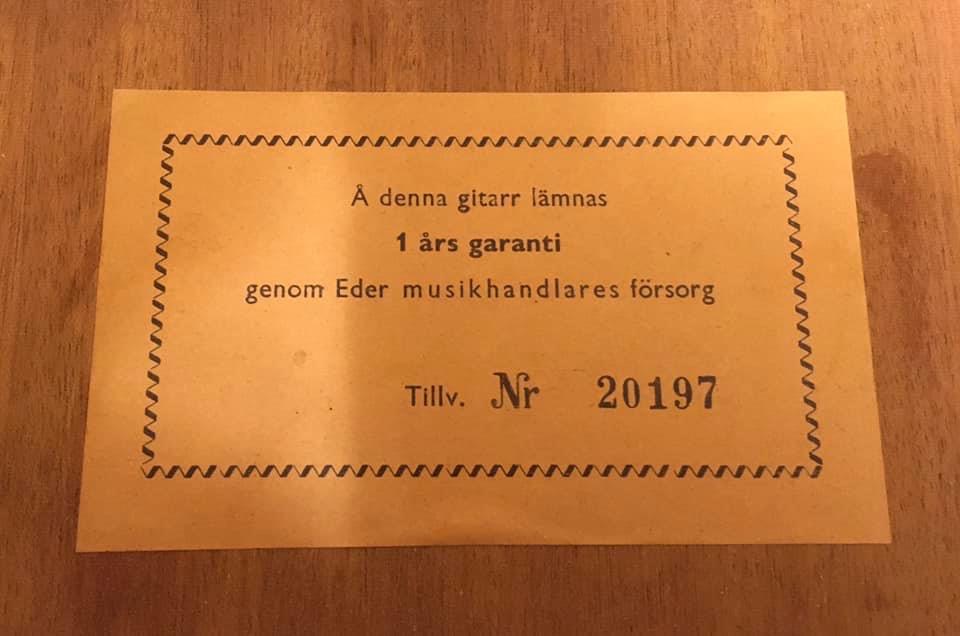 Å denna gitarr lämnas
1 års garanti
genom Eder musikhandlares försorg
Tillv. Nr 20197